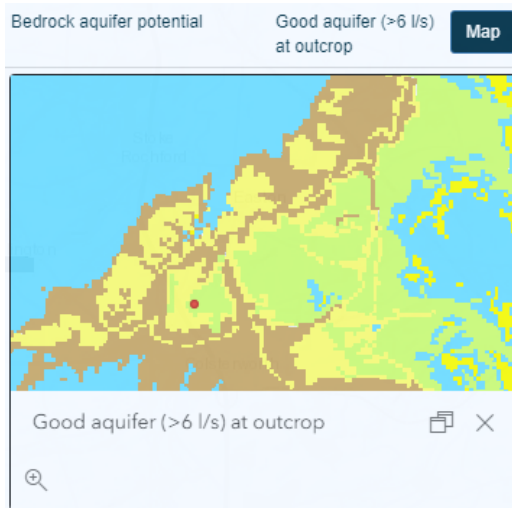 Bedrock aquifer potential
Good aquifer (>6 l/s)
at outcrop
Map
Good aquifer (>6 l/s) at outcrop